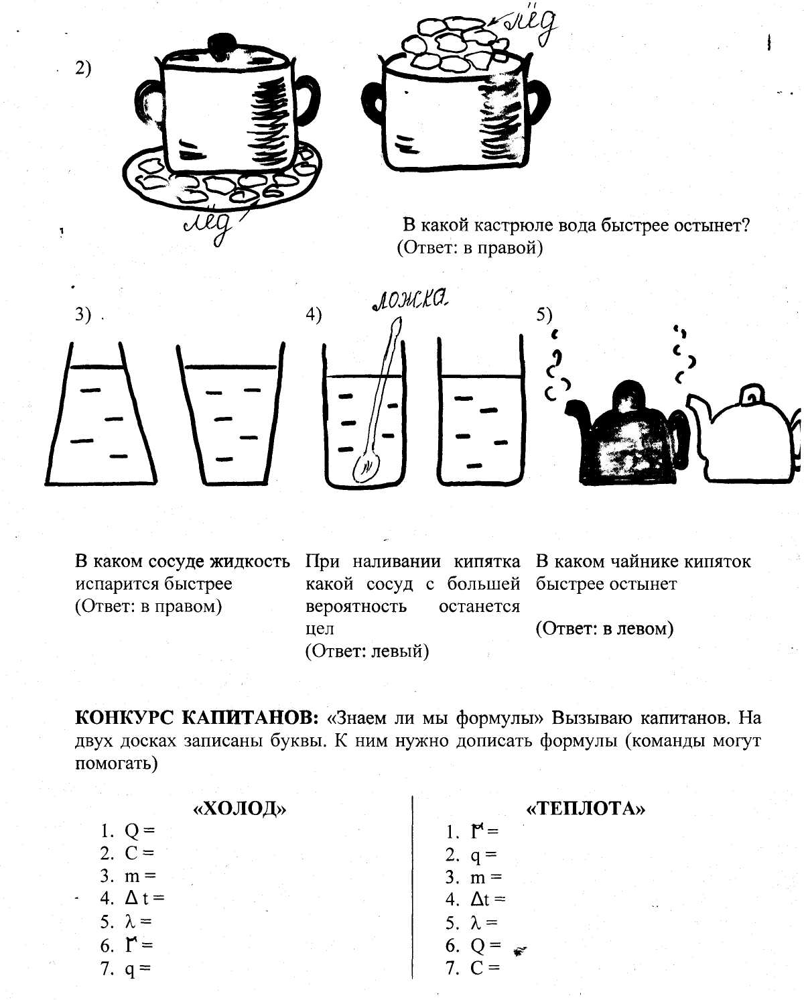 2)
лёд
лёд
В какой кастрюле вода быстрее остынет?
(Ответ: в правой)
3)
4)
ложка.
5)
В каком сосуде жидкость
испарится быстрее
(Ответ: в правом)
При наливании кипятка
какой сосуд с большей
вероятность останется
цел
(Ответ: левый)
В каком чайнике кипяток
быстрее остынет
(Ответ: в левом)
КОНКУРС КАПИТАНОВ: «Знаем ли мы формулы» Вызываю капитанов. На
двух досках записаны буквы. К ним нужно дописать формулы (команды могут
помогать)
«ХОЛОД»
1. Q =
2. C =
3. m =
4. Δ t =
5. λ =
6. r =
7. q =
«ТЕПЛОТА»
1. r =
2. q =
3. m =
4. Δt =
5. λ =
6. Q =
7. C =